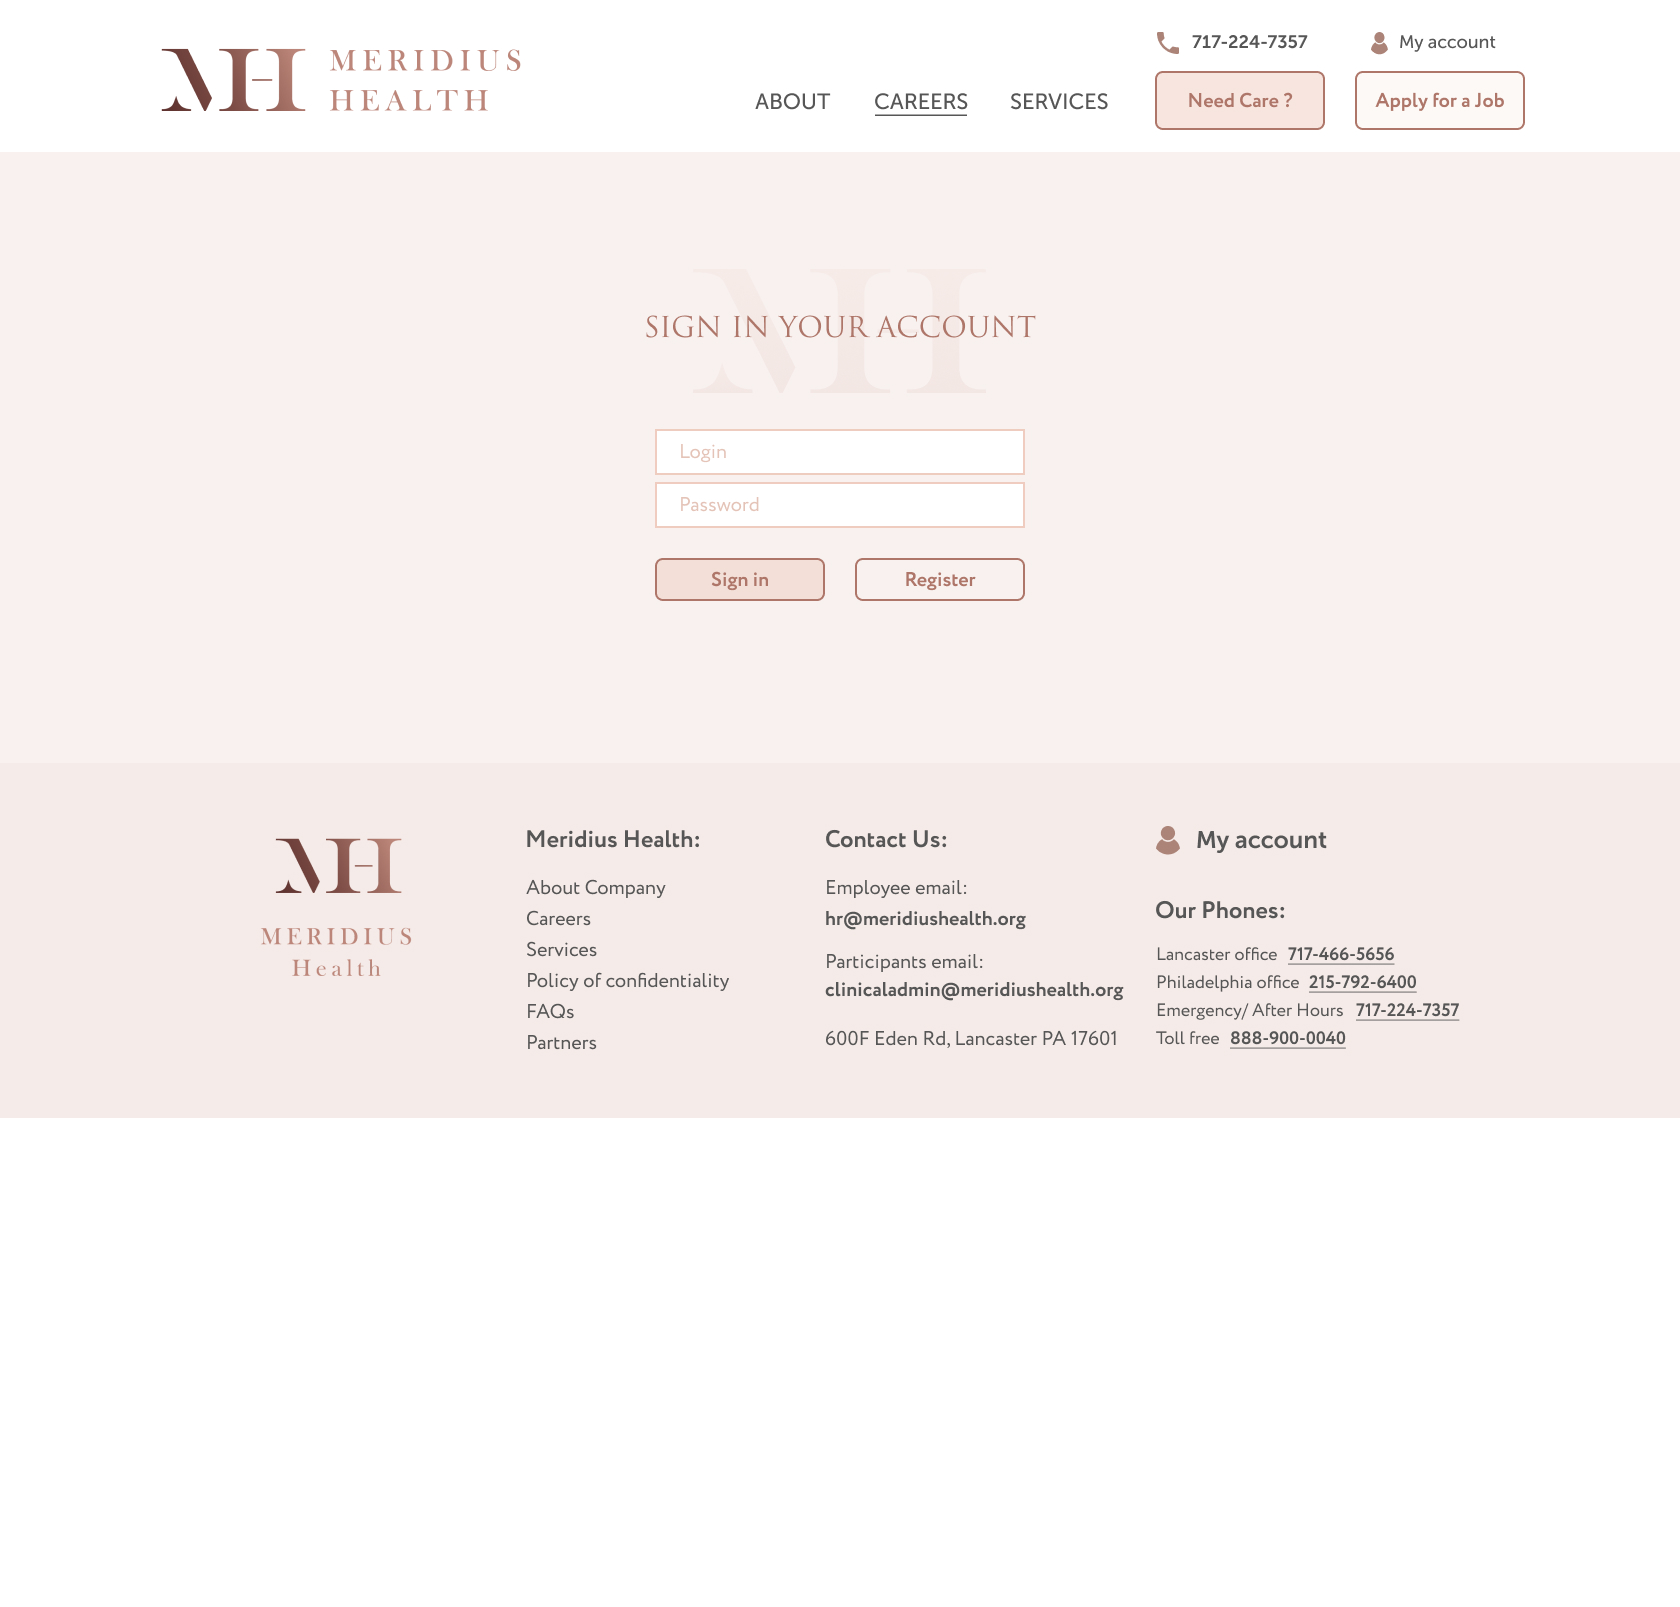 MH MERIDIUS
HEALTH
717-224-7357
My account
ABOUT
CAREERS
SERVICES
Need Care ?
Apply for a Job
MH
SIGN IN YOUR ACCOUNT
Login
Password
Sign in
Register
MH
MERIDIUS
Health
Meridius Health:
About Company
Careers
Services
Policy of confidentiality
FAQs
Partners
Contact Us:
Employee email:
hr@meridiushealth.org
Participants email:
clinicaladmin@meridiushealth.org
600F Eden Rd, Lancaster PA 17601
My account
Our Phones:
Lancaster office 717-466-5656
Philadelphia office 215-792-6400
Emergency/ After Hours 717-224-7357
Toll free 888-900-0040